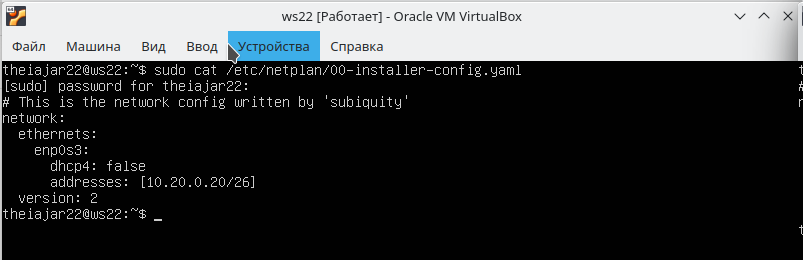 ws22 [Работает] - Oracle VM VirtualBox
Файл Машина Вид Ввод Устройства Справка
theiajar22@ws22:~$ sudo cat /etc/netplan/00-installer-config.yaml
[sudo] password for theiajar22:
# This is the network config written by 'subiquity'
network:
  ethernets:
    enp0s3:
      dhcp4: false
      addresses: [10.20.0.20/26]
  version: 2
theiajar22@ws22:~$ _